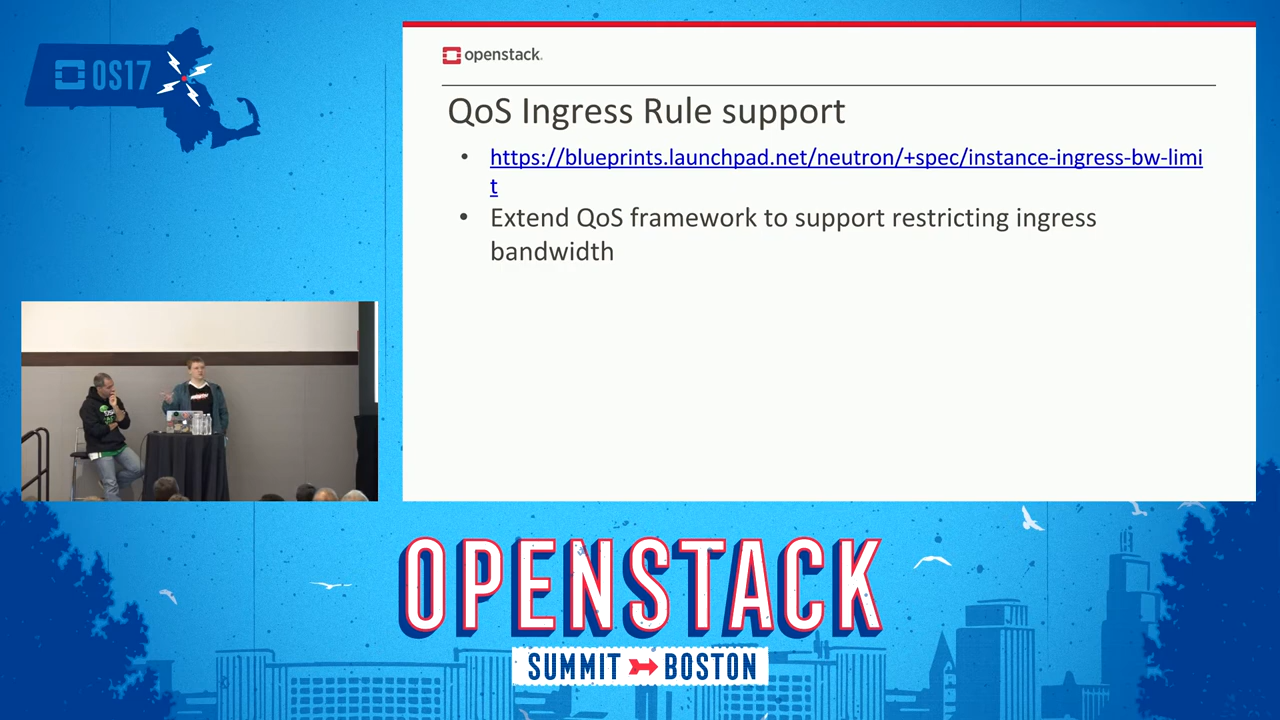 OS17
openstack.
QoS Ingress Rule support
• https://blueprints.launchpad.net/neutron/+spec/instance-ingress-bw-limi
t
• Extend QoS framework to support restricting ingress
bandwidth
OPENSTACK
SUMMIT BOSTON